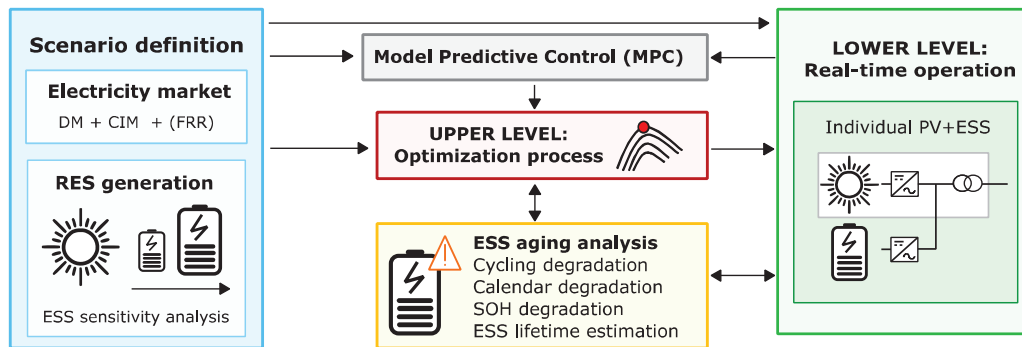 Scenario definition
Electricity market
DM + CIM + (FRR)
RES generation
ESS sensitivity analysis
Model Predictive Control (MPC)
UPPER LEVEL:
Optimization process
ESS aging analysis
Cycling degradation
Calendar degradation
SOH degradation
ESS lifetime estimation
LOWER LEVEL:
Real-time operation
Individual PV+ESS